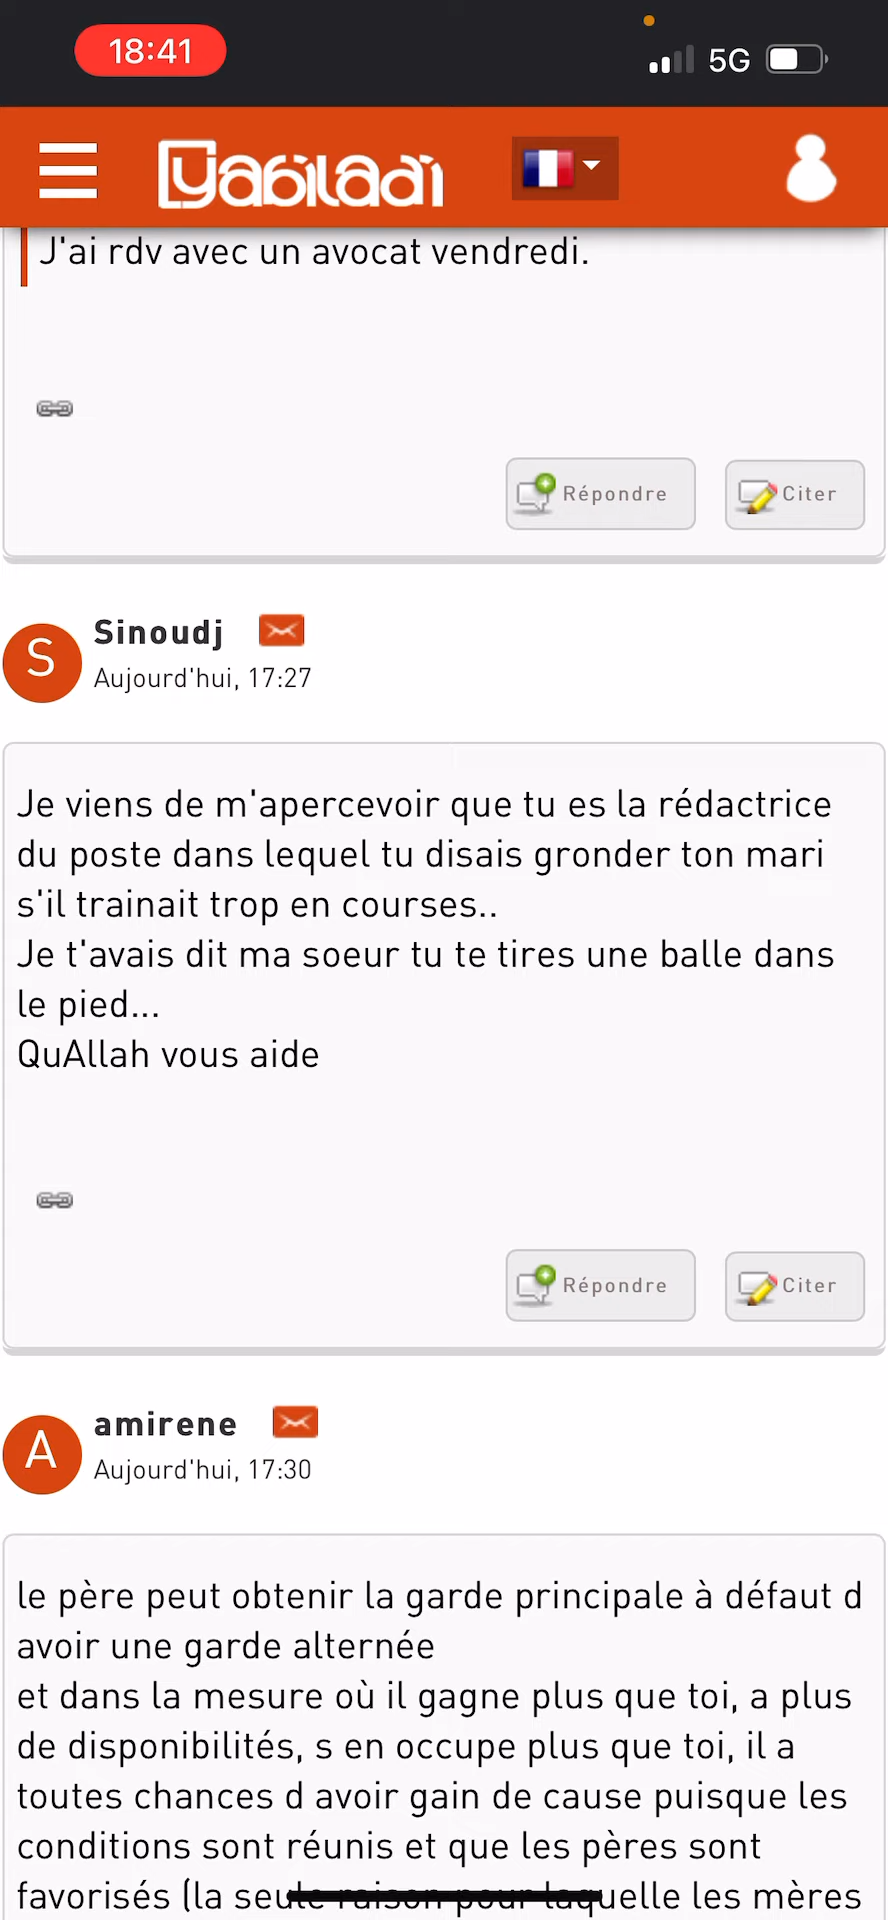 18:41
5G
Yabiladi
J'ai rdv avec un avocat vendredi.
Répondre
Citer
S
Sinoudj
Aujourd'hui, 17:27
Je viens de m'apercevoir que tu es la rédactrice
du poste dans lequel tu disais gronder ton mari
s'il trainait trop en courses..
Je t'avais dit ma soeur tu te tires une balle dans
le pied...
QuAllah vous aide
Répondre
Citer
A
amirene
Aujourd'hui, 17:30
le père peut obtenir la garde principale à défaut d
avoir une garde alternée
et dans la mesure où il gagne plus que toi, a plus
de disponibilités, s en occupe plus que toi, il a
toutes chances d avoir gain de cause puisque les
conditions sont réunis et que les pères sont
favorisés (la seule raison pour laquelle les mères